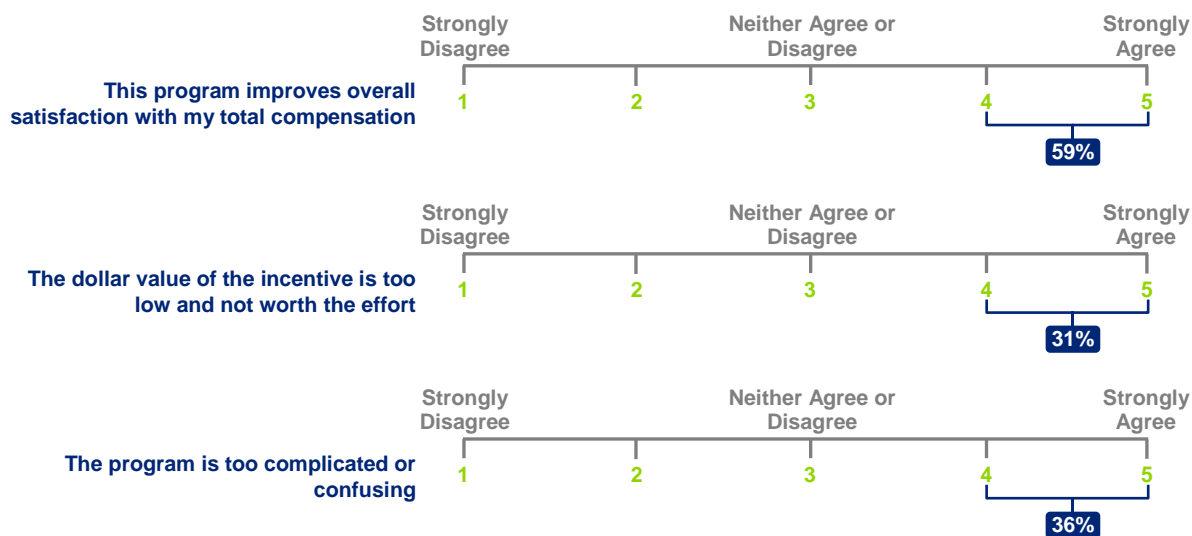 Strongly Disagree
Neither Agree or Disagree
Strongly Agree
This program improves overall
satisfaction with my total compensation
1 2 3 4 5
59%
Strongly Disagree
Neither Agree or Disagree
Strongly Agree
The dollar value of the incentive is too
low and not worth the effort
1 2 3 4 5
31%
Strongly Disagree
Neither Agree or Disagree
Strongly Agree
The program is too complicated or
confusing
1 2 3 4 5
36%